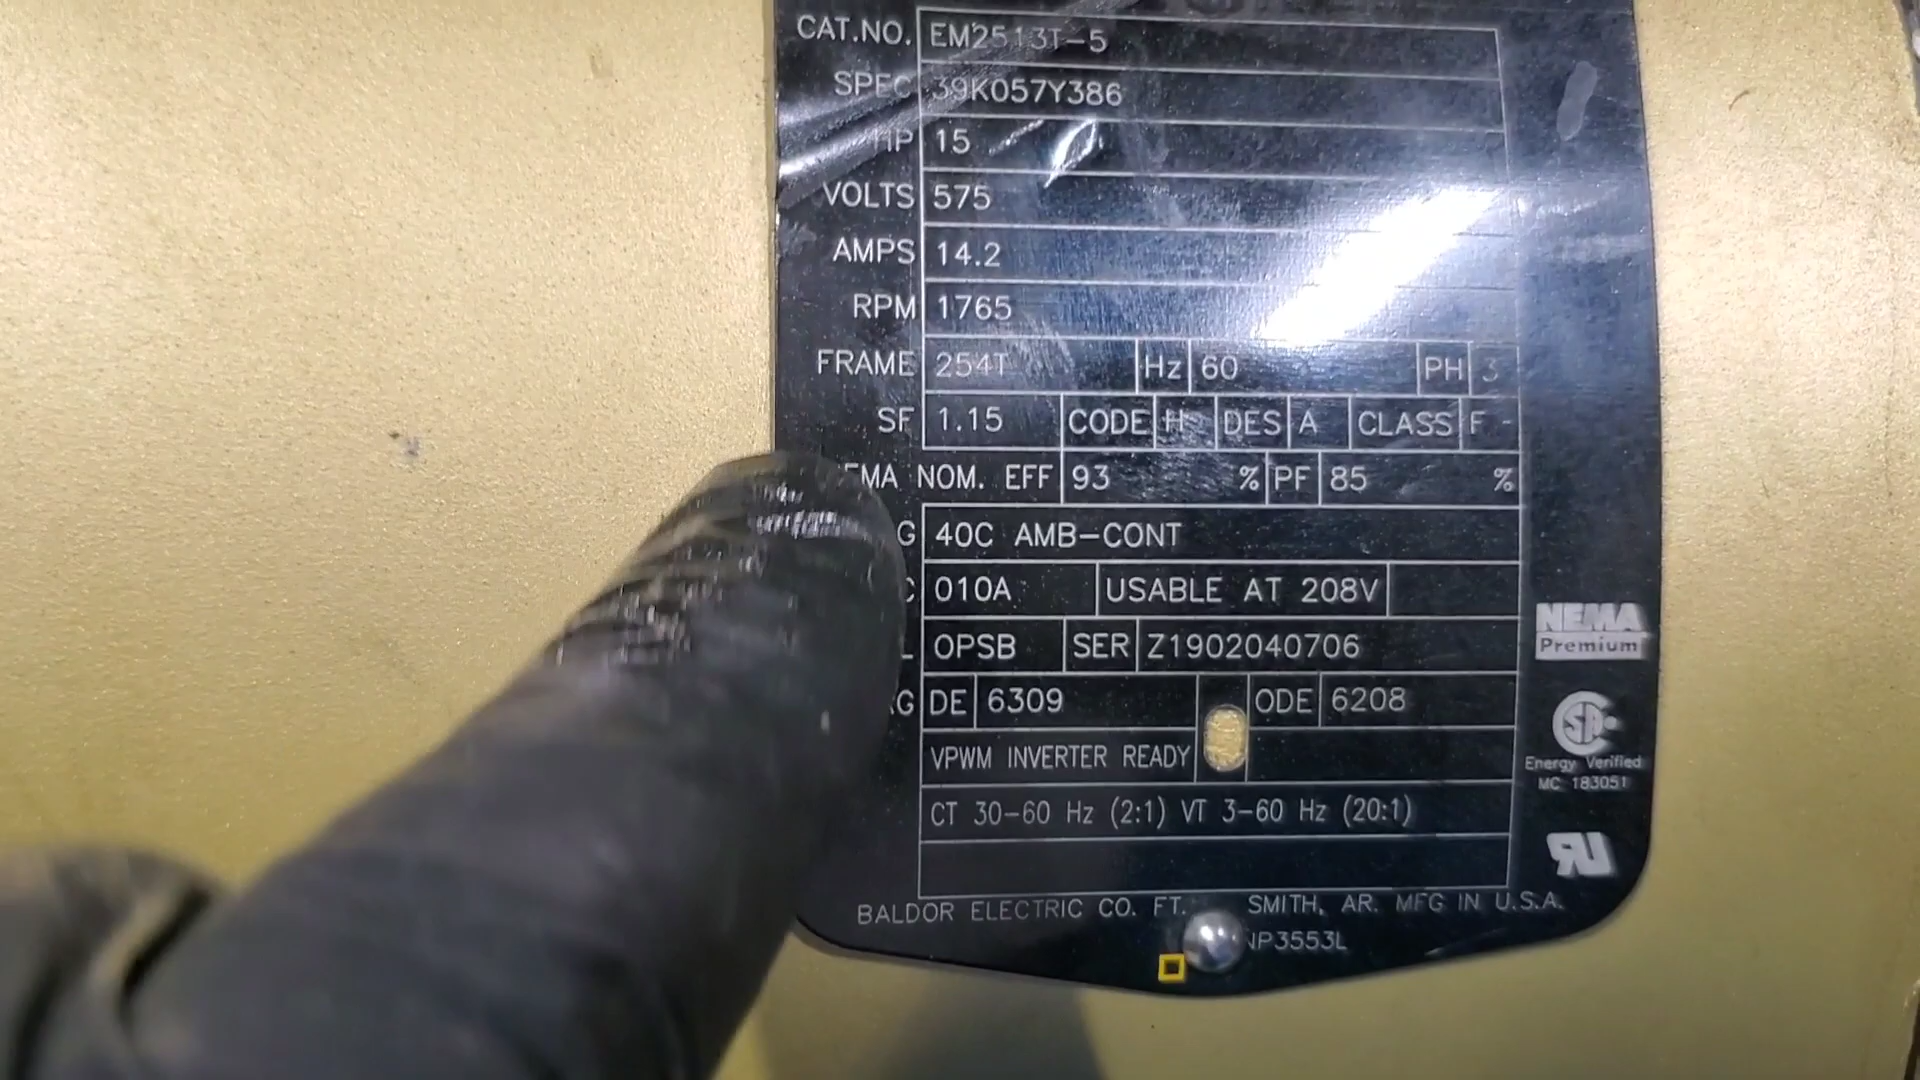 CAT.NO. EM2513T-5
SPEC 39K057Y386
HP 15
VOLTS 575
AMPS 14.2
RPM 1765
FRAME 254T Hz 60 PH 3
SF 1.15 CODE H DES A CLASS F
EMA NOM. EFF 93 % PF 85 %
G 40C AMB-CONT
C 010A USABLE AT 208V
L OPSB SER Z1902040706
G DE 6309 ODE 6208
VPWM INVERTER READY
CT 30-60 Hz (2:1) VT 3-60 Hz (20:1)
NEMA
Premium
SA
Energy Verified
MC 183051
RU
BALDOR ELECTRIC CO. FT. SMITH, AR. MFG IN U.S.A.
NP3553L